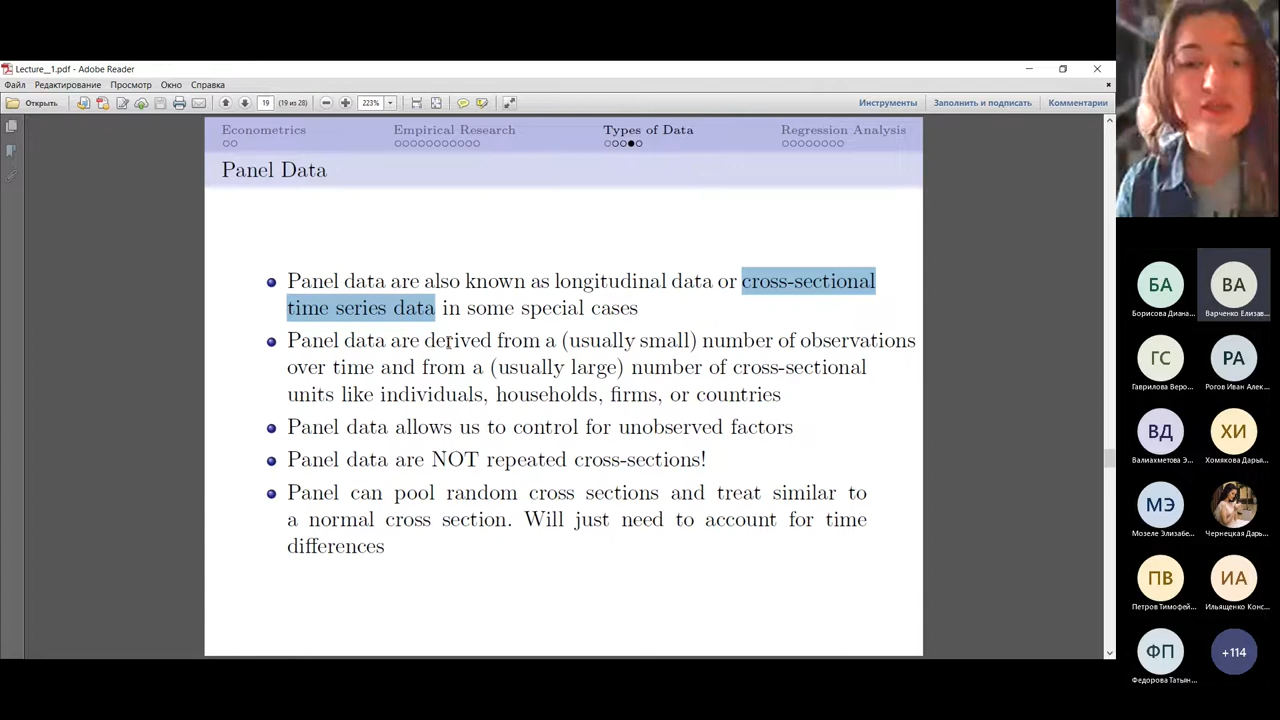 Lecture__1.pdf - Adobe Reader
Файл Редактирование Просмотр Окно Справка
Открыть 19 (19 из 28) 223% Инструменты Заполнить и подписать Комментарии
Econometrics Empirical Research Types of Data Regression Analysis
Panel Data
Panel data are also known as longitudinal data or cross-sectional
time series data in some special cases
Panel data are derived from a (usually small) number of observations
over time and from a (usually large) number of cross-sectional
units like individuals, households, firms, or countries
Panel data allows us to control for unobserved factors
Panel data are NOT repeated cross-sections!
Panel can pool random cross sections and treat similar to
a normal cross section. Will just need to account for time
differences
БА ВА
Борисова Диана... Варченко Елизав...
ГС РА
Гаврилова Веро... Рогов Иван Алек...
ВД ХИ
Валиахметова Э... Хомякова Дарья...
МЭ
Мозеле Элизабе... Чернецкая Дарь...
ПВ ИА
Петров Тимофей... Ильященко Конс...
ФП +114
Федорова Татьян...